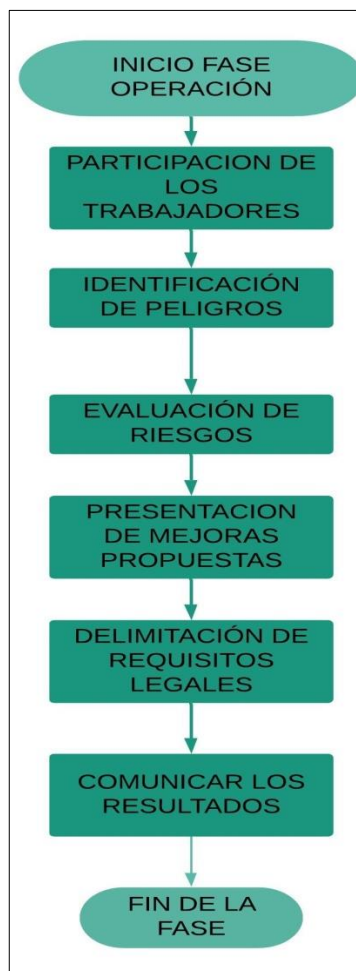 INICIO FASE
OPERACIÓN
PARTICIPACION DE
LOS
TRABAJADORES
IDENTIFICACIÓN
DE PELIGROS
EVALUACIÓN DE
RIESGOS
PRESENTACION
DE MEJORAS
PROPUESTAS
DELIMITACIÓN DE
REQUISITOS
LEGALES
COMUNICAR LOS
RESULTADOS
FIN DE LA
FASE